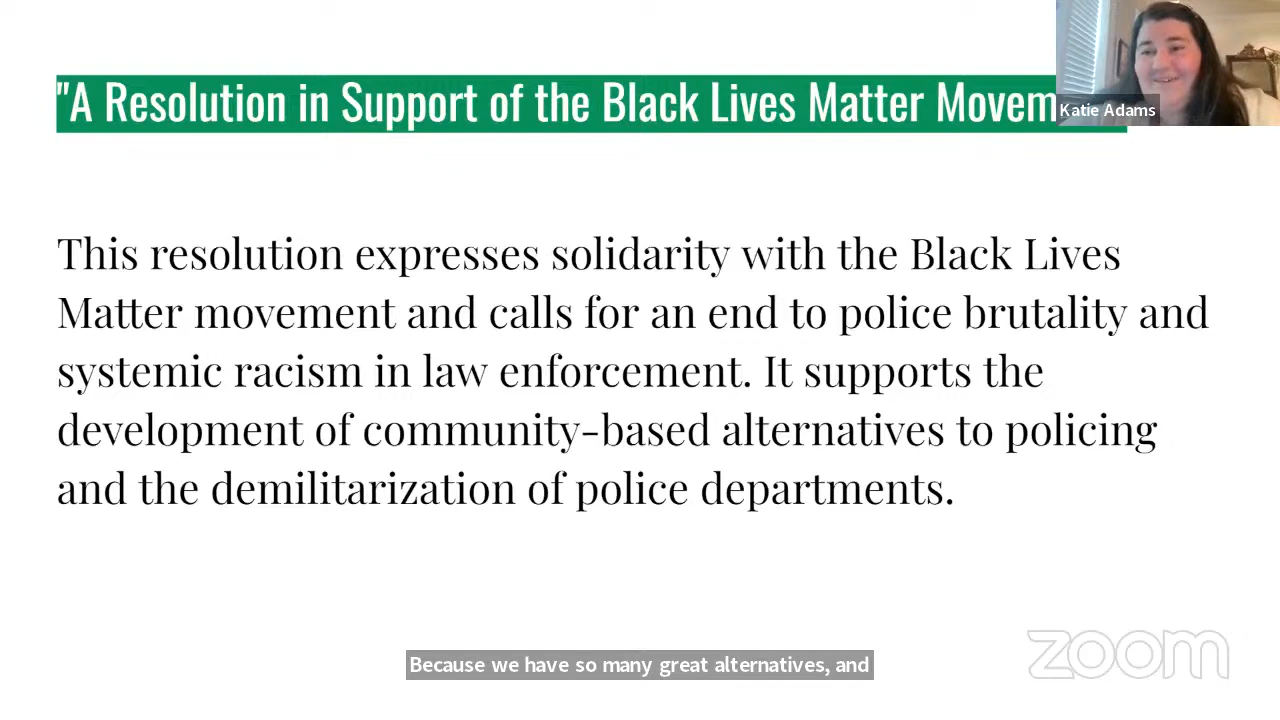 "A Resolution in Support of the Black Lives Matter Movem
Katie Adams
This resolution expresses solidarity with the Black Lives
Matter movement and calls for an end to police brutality and
systemic racism in law enforcement. It supports the
development of community-based alternatives to policing
and the demilitarization of police departments.
Because we have so many great alternatives, and
zoom